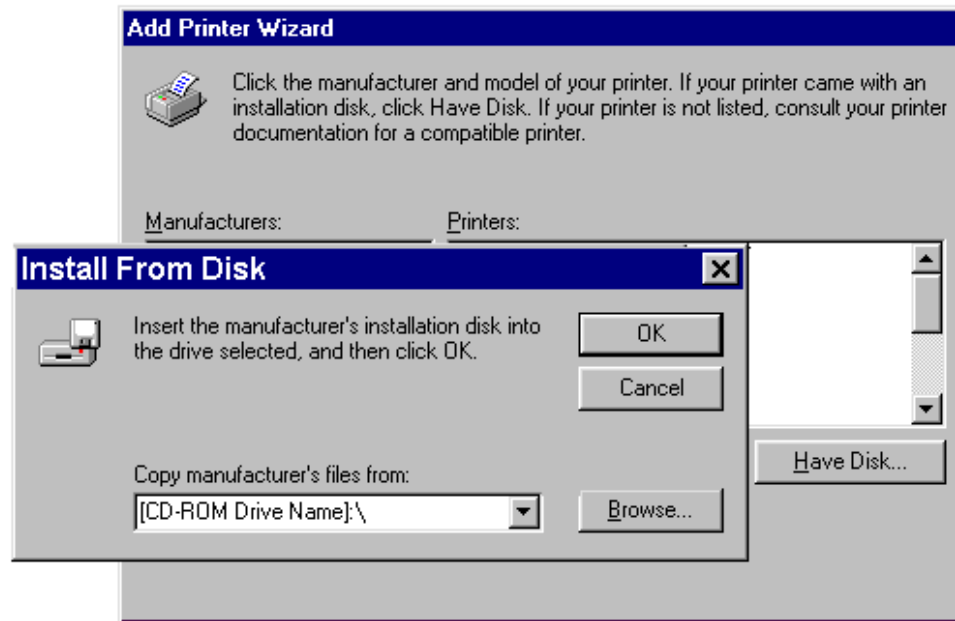 Add Printer Wizard
Click the manufacturer and model of your printer. If your printer came with an
installation disk, click Have Disk. If your printer is not listed, consult your printer
documentation for a compatible printer.
Manufacturers:
Printers:
Install From Disk
Insert the manufacturer's installation disk into
the drive selected, and then click OK.
OK
Cancel
Copy manufacturer's files from:
[CD-ROM Drive Name]:\
Browse...
Have Disk...